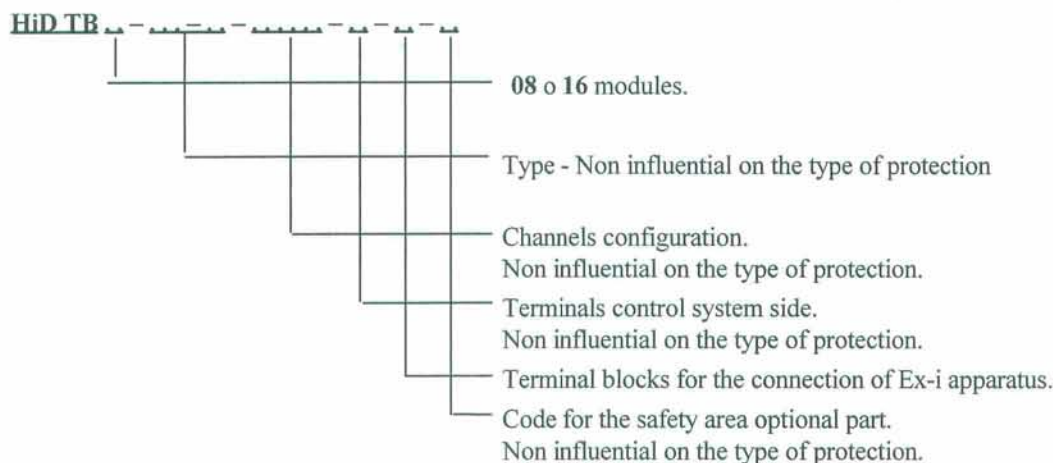 HiD TB .. – ...-.. – ..... – .. – .. – ..
08 o 16 modules.
Type - Non influential on the type of protection
Channels configuration.
Non influential on the type of protection.
Terminals control system side.
Non influential on the type of protection.
Terminal blocks for the connection of Ex-i apparatus.
Code for the safety area optional part.
Non influential on the type of protection.